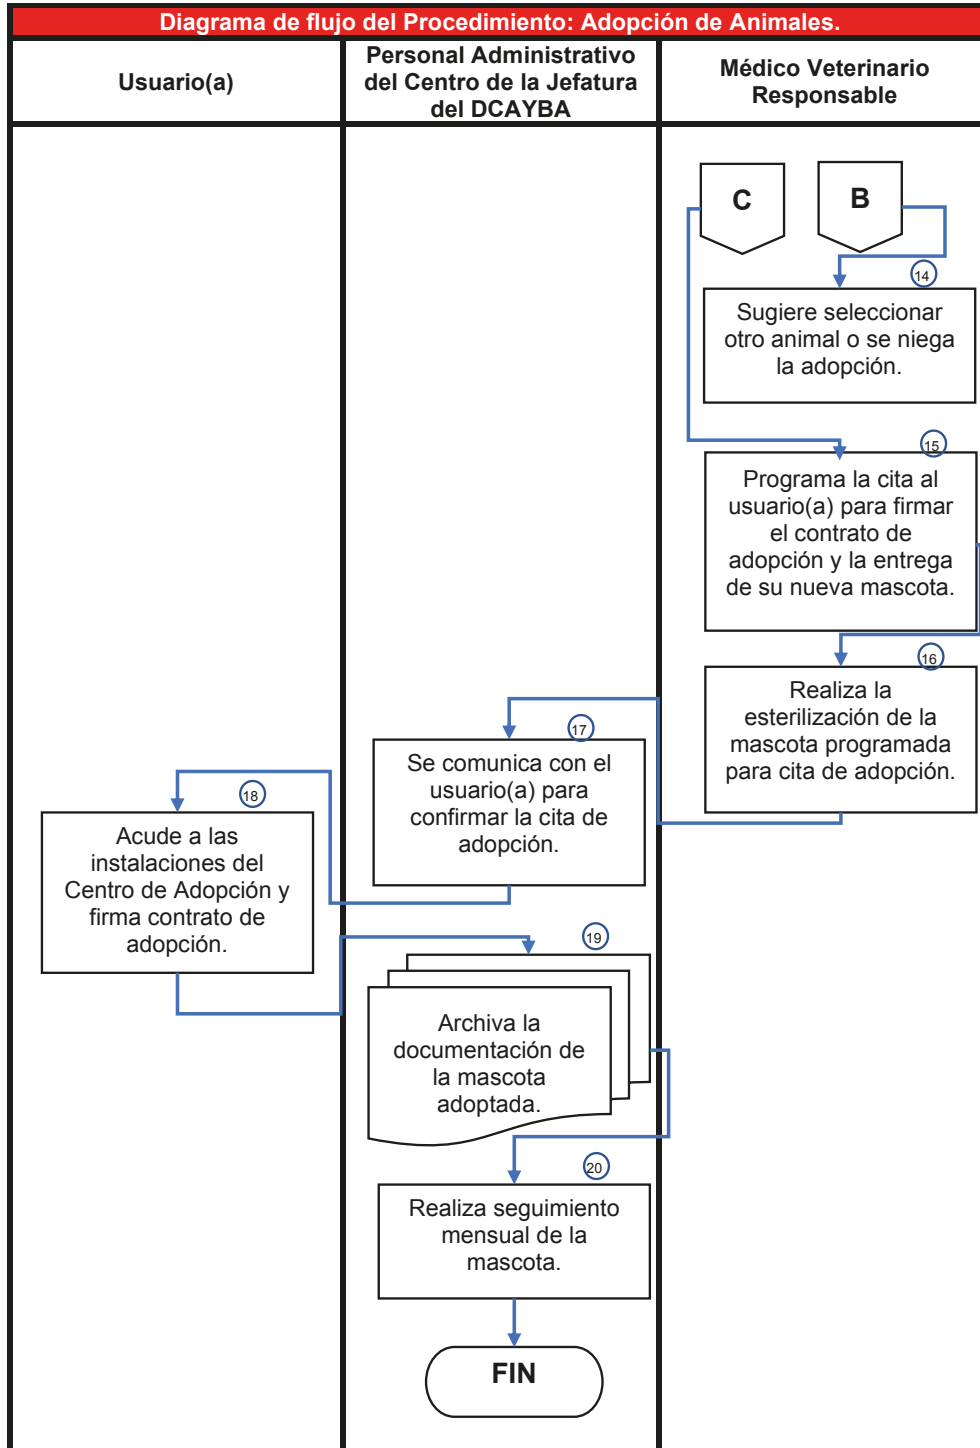 Diagrama de flujo del Procedimiento: Adopción de Animales.
Usuario(a)
Personal Administrativo
del Centro de la Jefatura
del DCAYBA
Médico Veterinario
Responsable
C
B
14
Sugiere seleccionar
otro animal o se niega
la adopción.
15
Programa la cita al
usuario(a) para firmar
el contrato de
adopción y la entrega
de su nueva mascota.
16
Realiza la
esterilización de la
mascota programada
para cita de adopción.
17
Se comunica con el
usuario(a) para
confirmar la cita de
adopción.
18
Acude a las
instalaciones del
Centro de Adopción y
firma contrato de
adopción.
19
Archiva la
documentación de
la mascota
adoptada.
20
Realiza seguimiento
mensual de la
mascota.
FIN